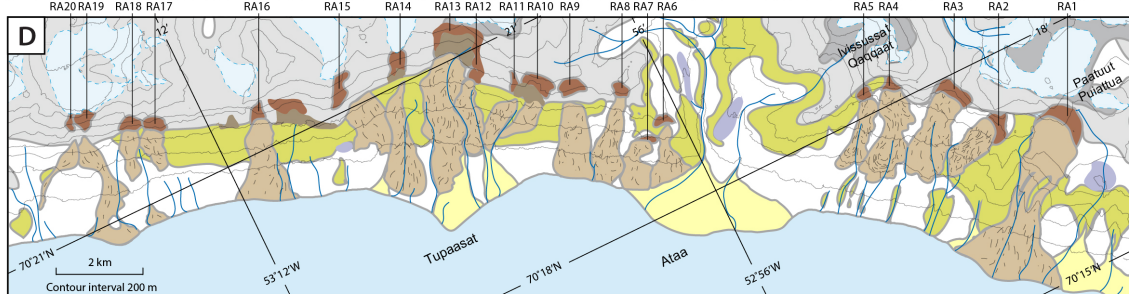 RA20 RA19 RA18 RA17 RA16 RA15 RA14 RA13 RA12 RA11 RA10 RA9 RA8 RA7 RA6 RA5 RA4 RA3 RA2 RA1
D
12'
21'
56'
18'
Ivissussat
Qaqqaat
Paatuut
Puiattua
70°21'N
2 km
Contour interval 200 m
53°12'W
Tupaasat
70°18'N
Ataa
52°56'W
70°15'N